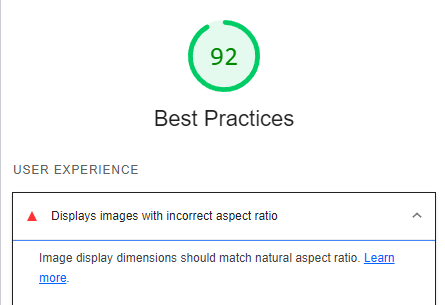 92
Best Practices
USER EXPERIENCE
Displays images with incorrect aspect ratio
Image display dimensions should match natural aspect ratio. Learn
more.